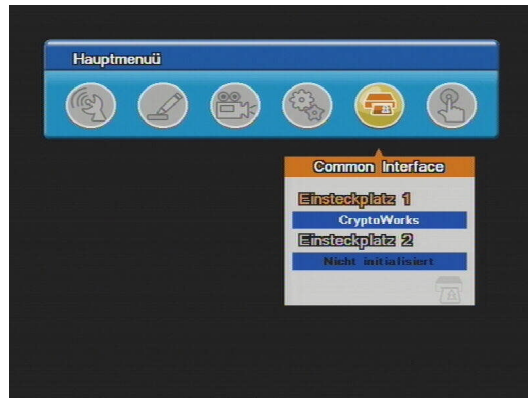 Hauptmenuü
Common Interface
Einsteckplatz 1
CryptoWorks
Einsteckplatz 2
Nicht initialisiert